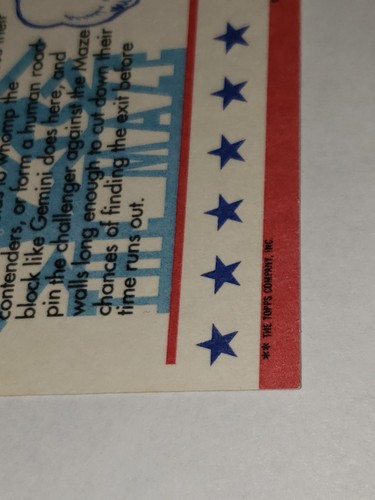 whomp the
contenders, or form a human road-
block like Gemini does here, and
pin the challenger against the Maze
walls long enough to cut down their
chances of finding the exit before
time runs out.
THE MAZE
** THE TOPPS COMPANY, INC